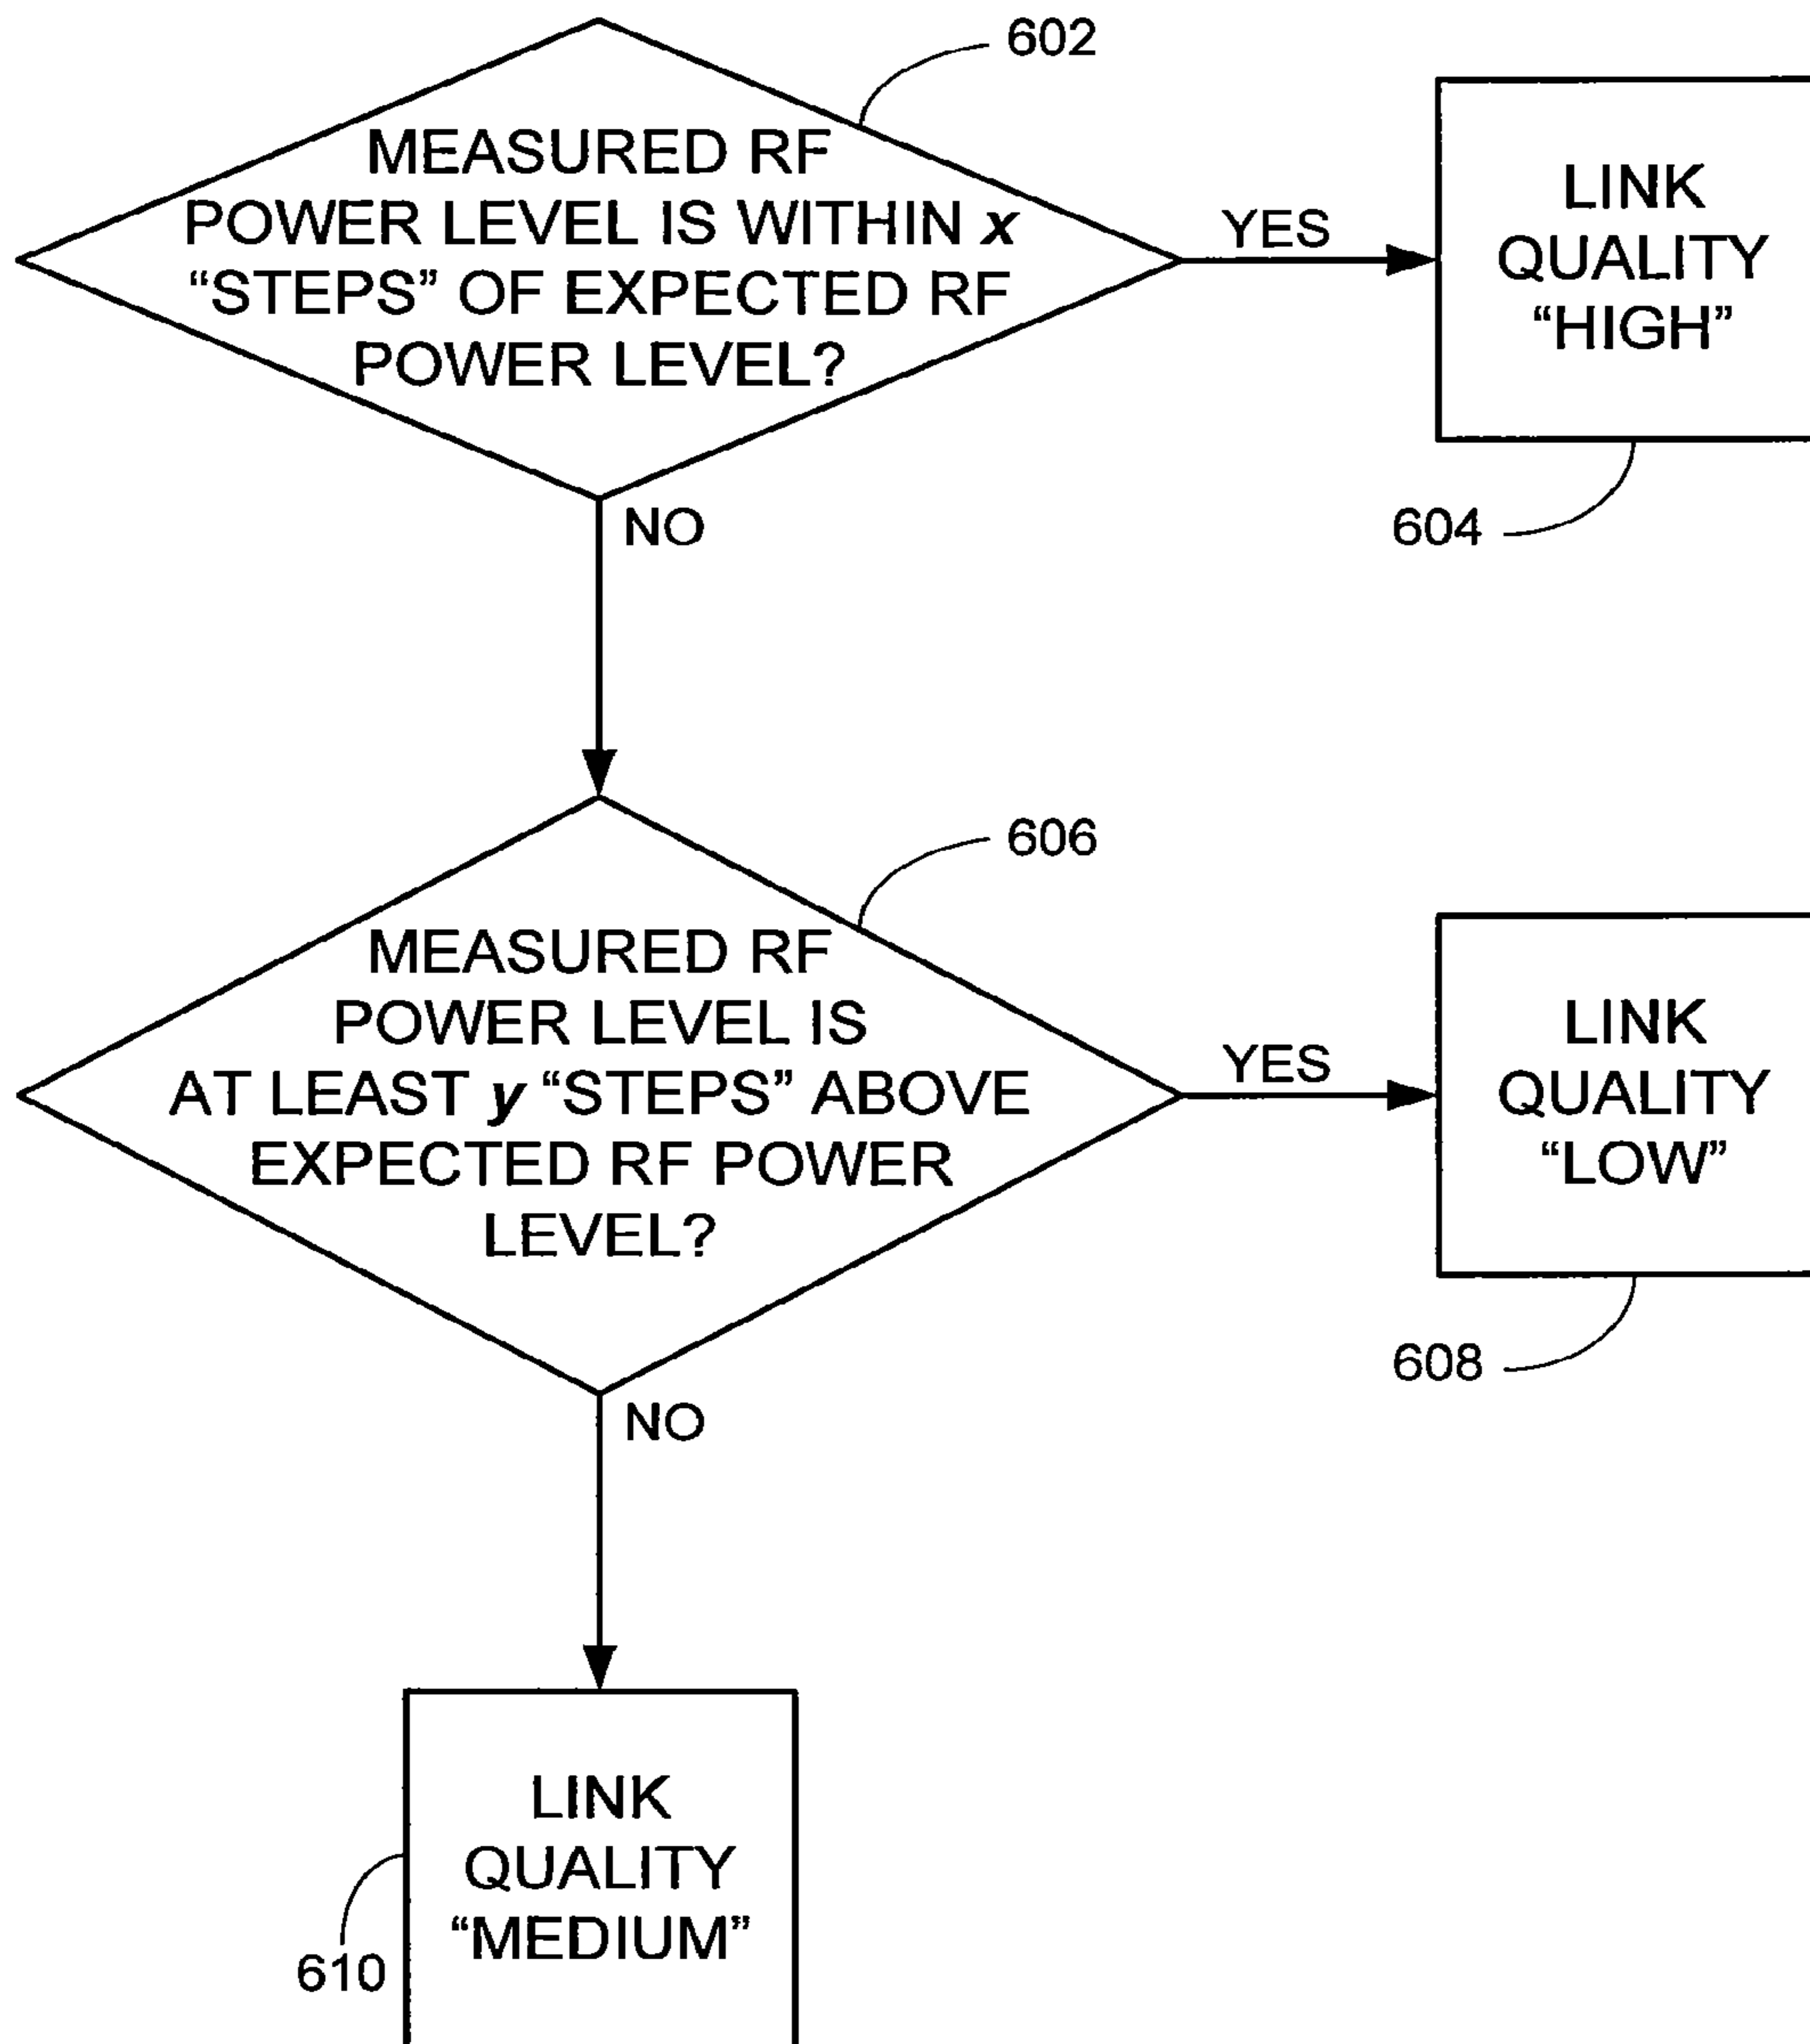 602
MEASURED RF
POWER LEVEL IS WITHIN x
“STEPS” OF EXPECTED RF
POWER LEVEL?
YES
LINK
QUALITY
“HIGH”
604
NO
606
MEASURED RF
POWER LEVEL IS
AT LEAST y “STEPS” ABOVE
EXPECTED RF POWER
LEVEL?
YES
LINK
QUALITY
“LOW”
608
NO
LINK
QUALITY
“MEDIUM”
610